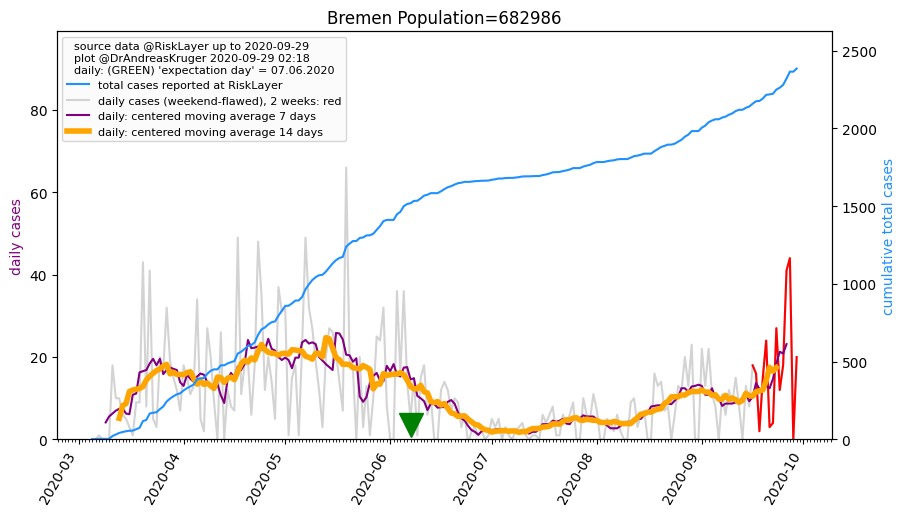 Bremen Population=682986
source data @RiskLayer up to 2020-09-29
plot @DrAndreasKruger 2020-09-29 02:18
daily: (GREEN) 'expectation day' = 07.06.2020
total cases reported at RiskLayer
daily cases (weekend-flawed), 2 weeks: red
daily: centered moving average 7 days
daily: centered moving average 14 days
daily cases
80
60
40
20
0
cumulative total cases
2500
2000
1500
1000
500
0
2020-03
2020-04
2020-05
2020-06
2020-07
2020-08
2020-09
2020-10